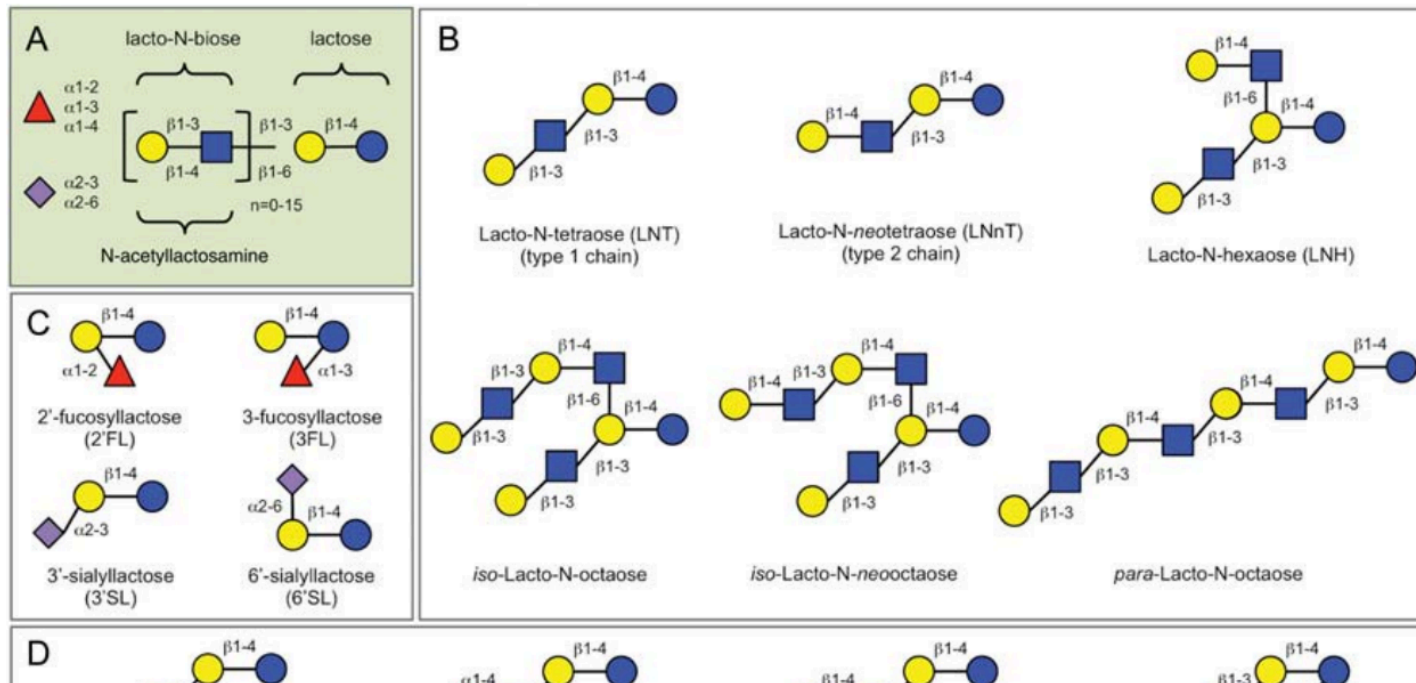 A
lacto-N-biose
lactose
α1-2
α1-3
α1-4
β1-3
β1-3
β1-4
β1-4
β1-6
α2-3
α2-6
n=0-15
N-acetyllactosamine
B
β1-4
β1-3
β1-3
Lacto-N-tetraose (LNT)
(type 1 chain)
β1-4
β1-4
β1-3
Lacto-N-neotetraose (LNnT)
(type 2 chain)
β1-4
β1-6
β1-4
β1-3
β1-3
Lacto-N-hexaose (LNH)
β1-4
β1-3
β1-6
β1-4
β1-3
β1-3
β1-3
iso-Lacto-N-octaose
β1-4
β1-3
β1-4
β1-6
β1-4
β1-3
β1-3
iso-Lacto-N-neooctaose
β1-4
β1-4
β1-3
β1-4
β1-3
β1-3
β1-3
para-Lacto-N-octaose
C
β1-4
α1-2
2'-fucosyllactose
(2'FL)
β1-4
α1-3
3-fucosyllactose
(3FL)
β1-4
α2-3
3'-sialyllactose
(3'SL)
α2-6
β1-4
6'-sialyllactose
(6'SL)
D
β1-4
β1-4
α1-4
β1-4
β1-4
β1-4
β1-3